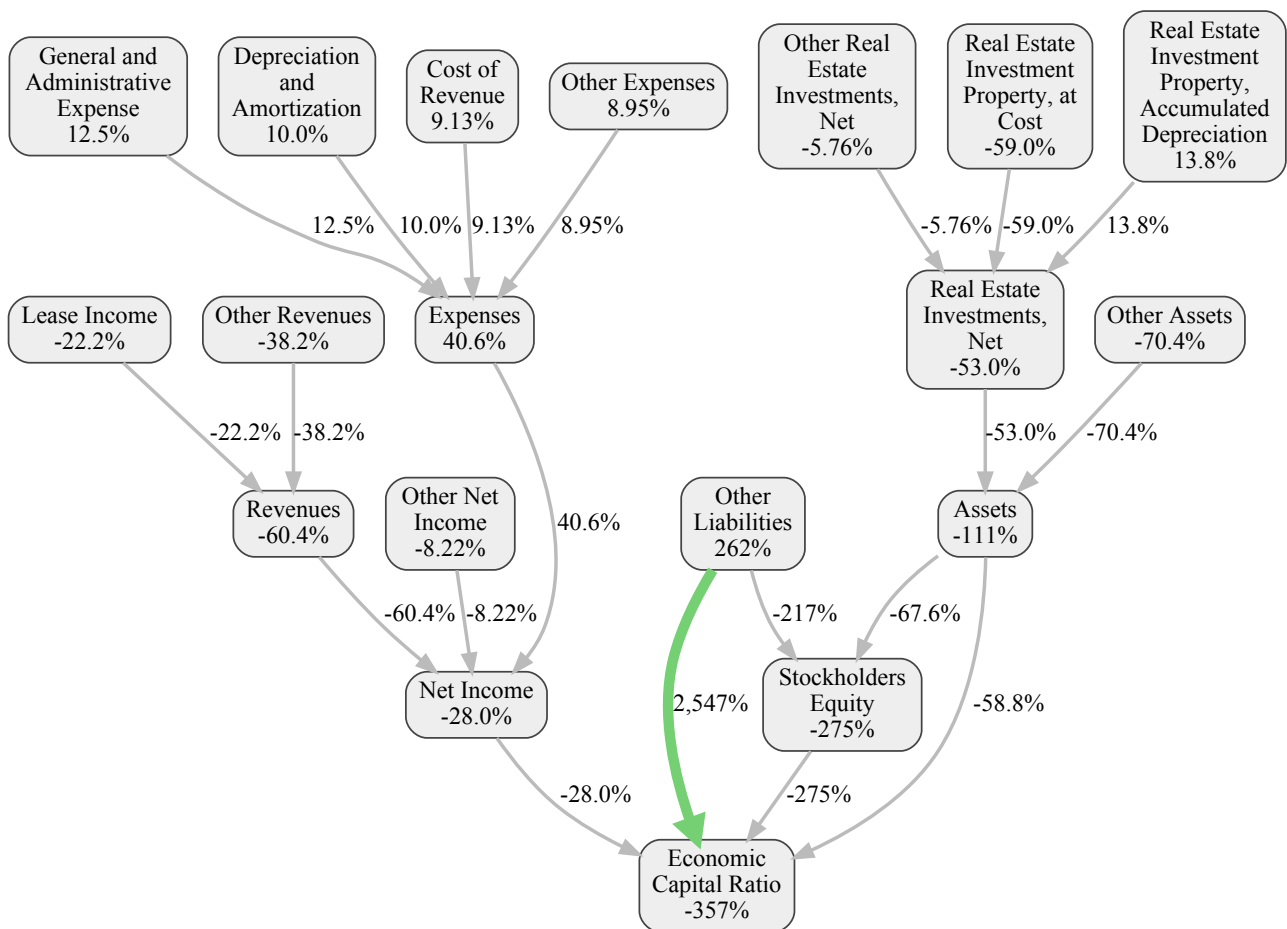 General and
Administrative
Expense
12.5%
Depreciation
and
Amortization
10.0%
Cost of
Revenue
9.13%
Other Expenses
8.95%
Other Real
Estate
Investments,
Net
-5.76%
Real Estate
Investment
Property, at
Cost
-59.0%
Real Estate
Investment
Property,
Accumulated
Depreciation
13.8%
12.5%
10.0%
9.13%
8.95%
-5.76%
-59.0%
13.8%
Lease Income
-22.2%
Other Revenues
-38.2%
Expenses
40.6%
Real Estate
Investments,
Net
-53.0%
Other Assets
-70.4%
-22.2%
-38.2%
-53.0%
-70.4%
Revenues
-60.4%
Other Net
Income
-8.22%
40.6%
Other
Liabilities
262%
Assets
-111%
-60.4%
-8.22%
-217%
-67.6%
Net Income
-28.0%
2,547%
Stockholders
Equity
-275%
-58.8%
-28.0%
-275%
Economic
Capital Ratio
-357%